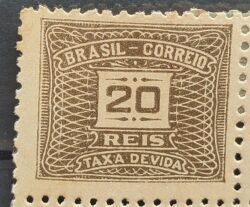 BRASIL-CORREIO
20
REIS
TAXA DEVIDA